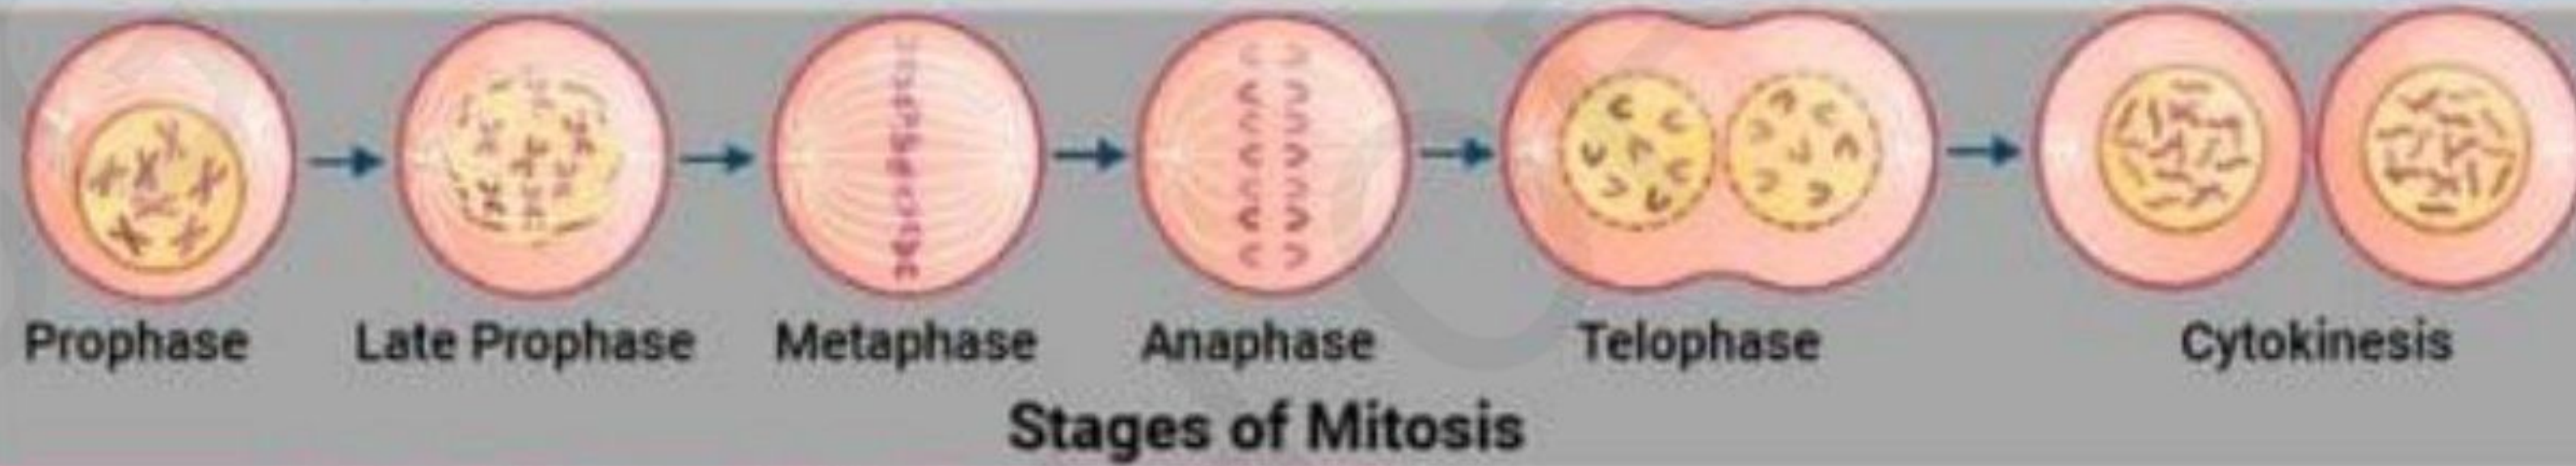 Prophase Late Prophase Metaphase Anaphase Telophase Cytokinesis
Stages of Mitosis